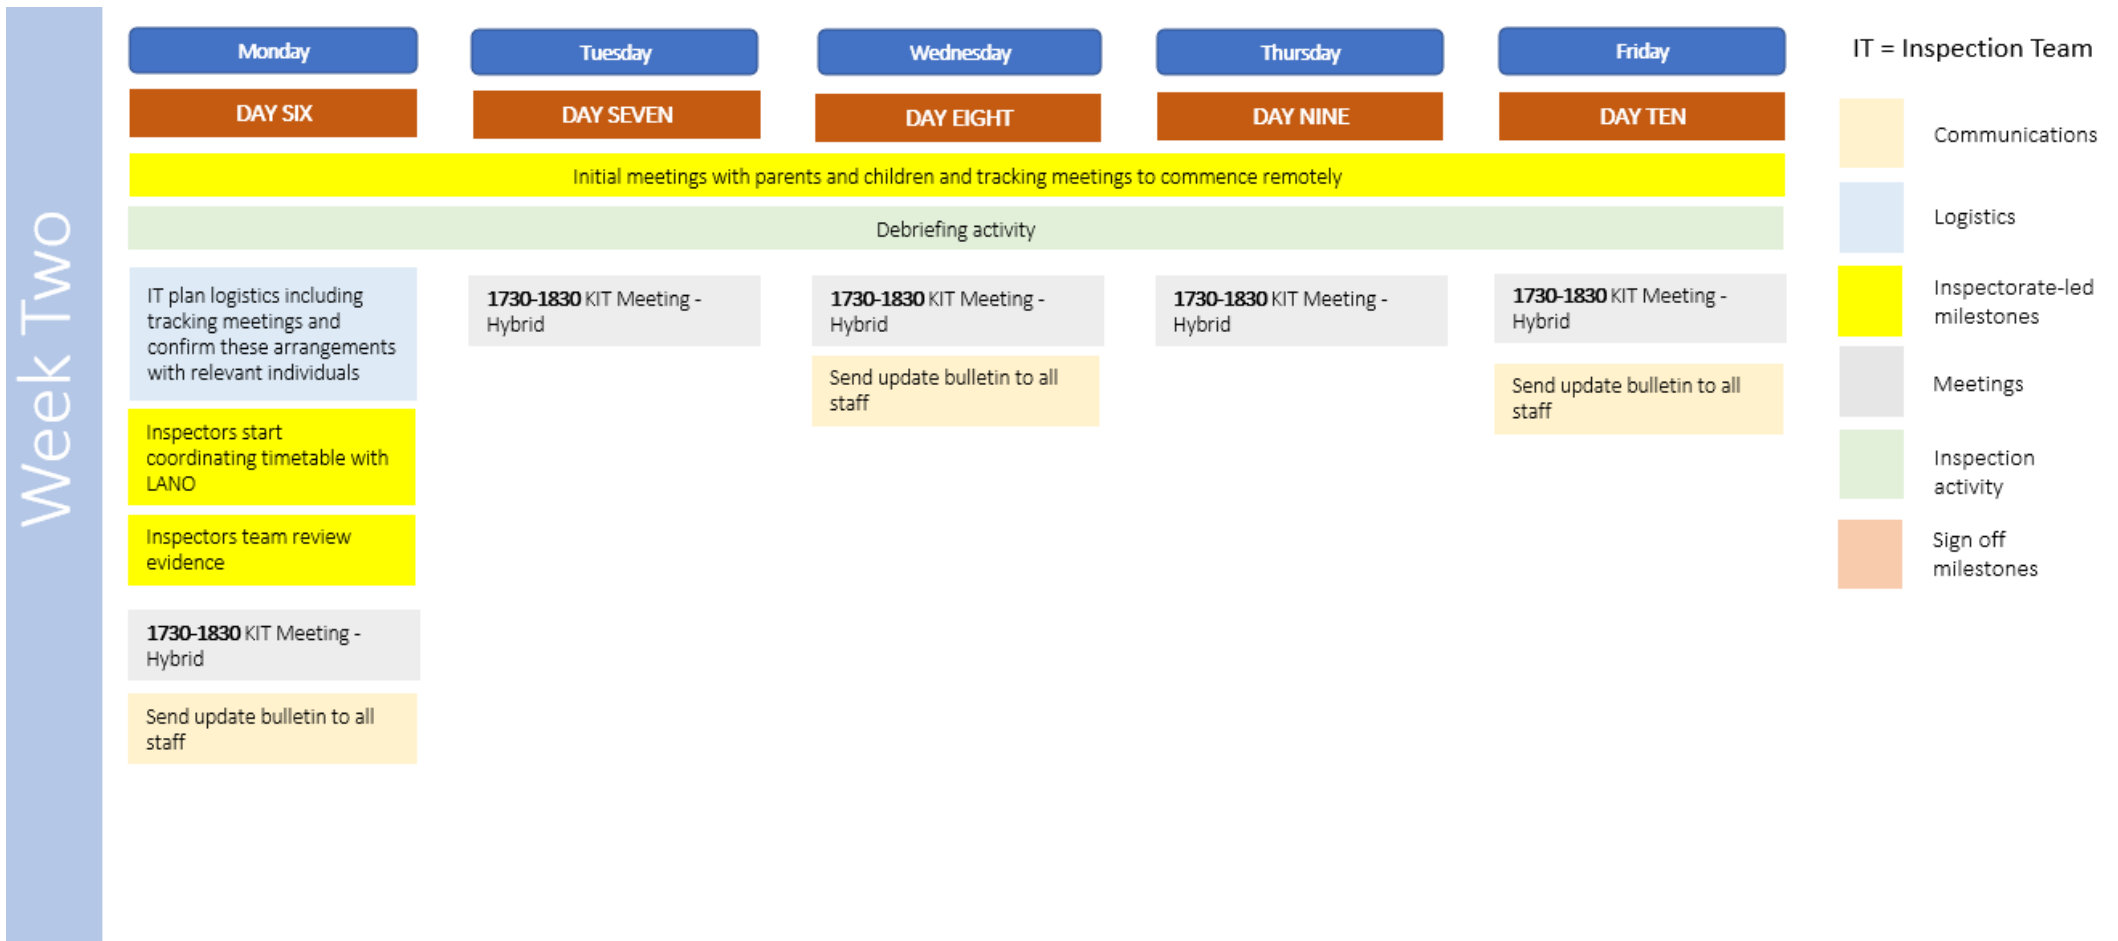 Week Two
Monday
Tuesday
Wednesday
Thursday
Friday
DAY SIX
DAY SEVEN
DAY EIGHT
DAY NINE
DAY TEN
Initial meetings with parents and children and tracking meetings to commence remotely
Debriefing activity
IT plan logistics including
tracking meetings and
confirm these arrangements
with relevant individuals
Inspectors start
coordinating timetable with
LANO
Inspectors team review
evidence
1730-1830 KIT Meeting -
Hybrid
Send update bulletin to all
staff
1730-1830 KIT Meeting -
Hybrid
1730-1830 KIT Meeting -
Hybrid
Send update bulletin to all
staff
1730-1830 KIT Meeting -
Hybrid
1730-1830 KIT Meeting -
Hybrid
Send update bulletin to all
staff
IT = Inspection Team
Communications
Logistics
Inspectorate-led
milestones
Meetings
Inspection
activity
Sign off
milestones